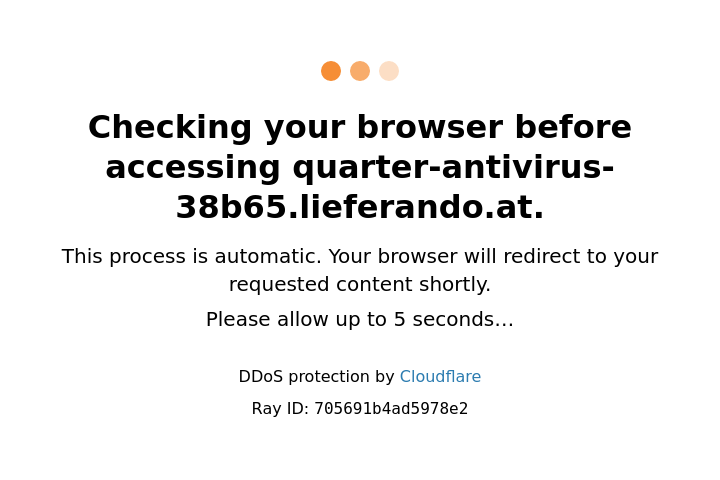 Checking your browser before
accessing quarter-antivirus-
38b65.lieferando.at.
This process is automatic. Your browser will redirect to your
requested content shortly.
Please allow up to 5 seconds…
DDoS protection by Cloudflare
Ray ID: 705691b4ad5978e2